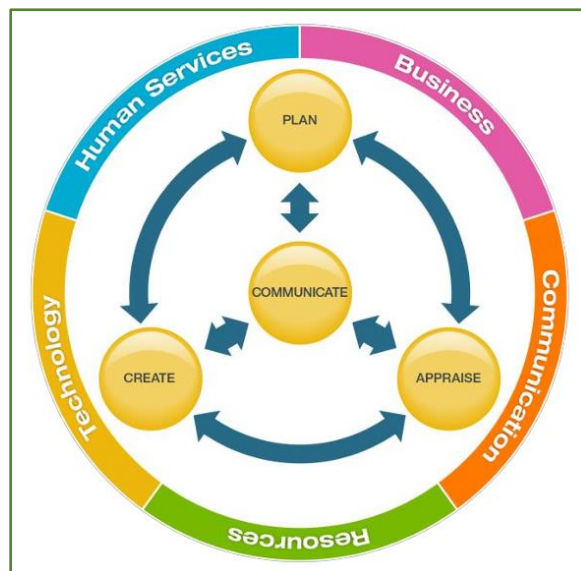 Human Services
Business
PLAN
COMMUNICATE
Technology
Communication
CREATE
APPRAISE
Resources